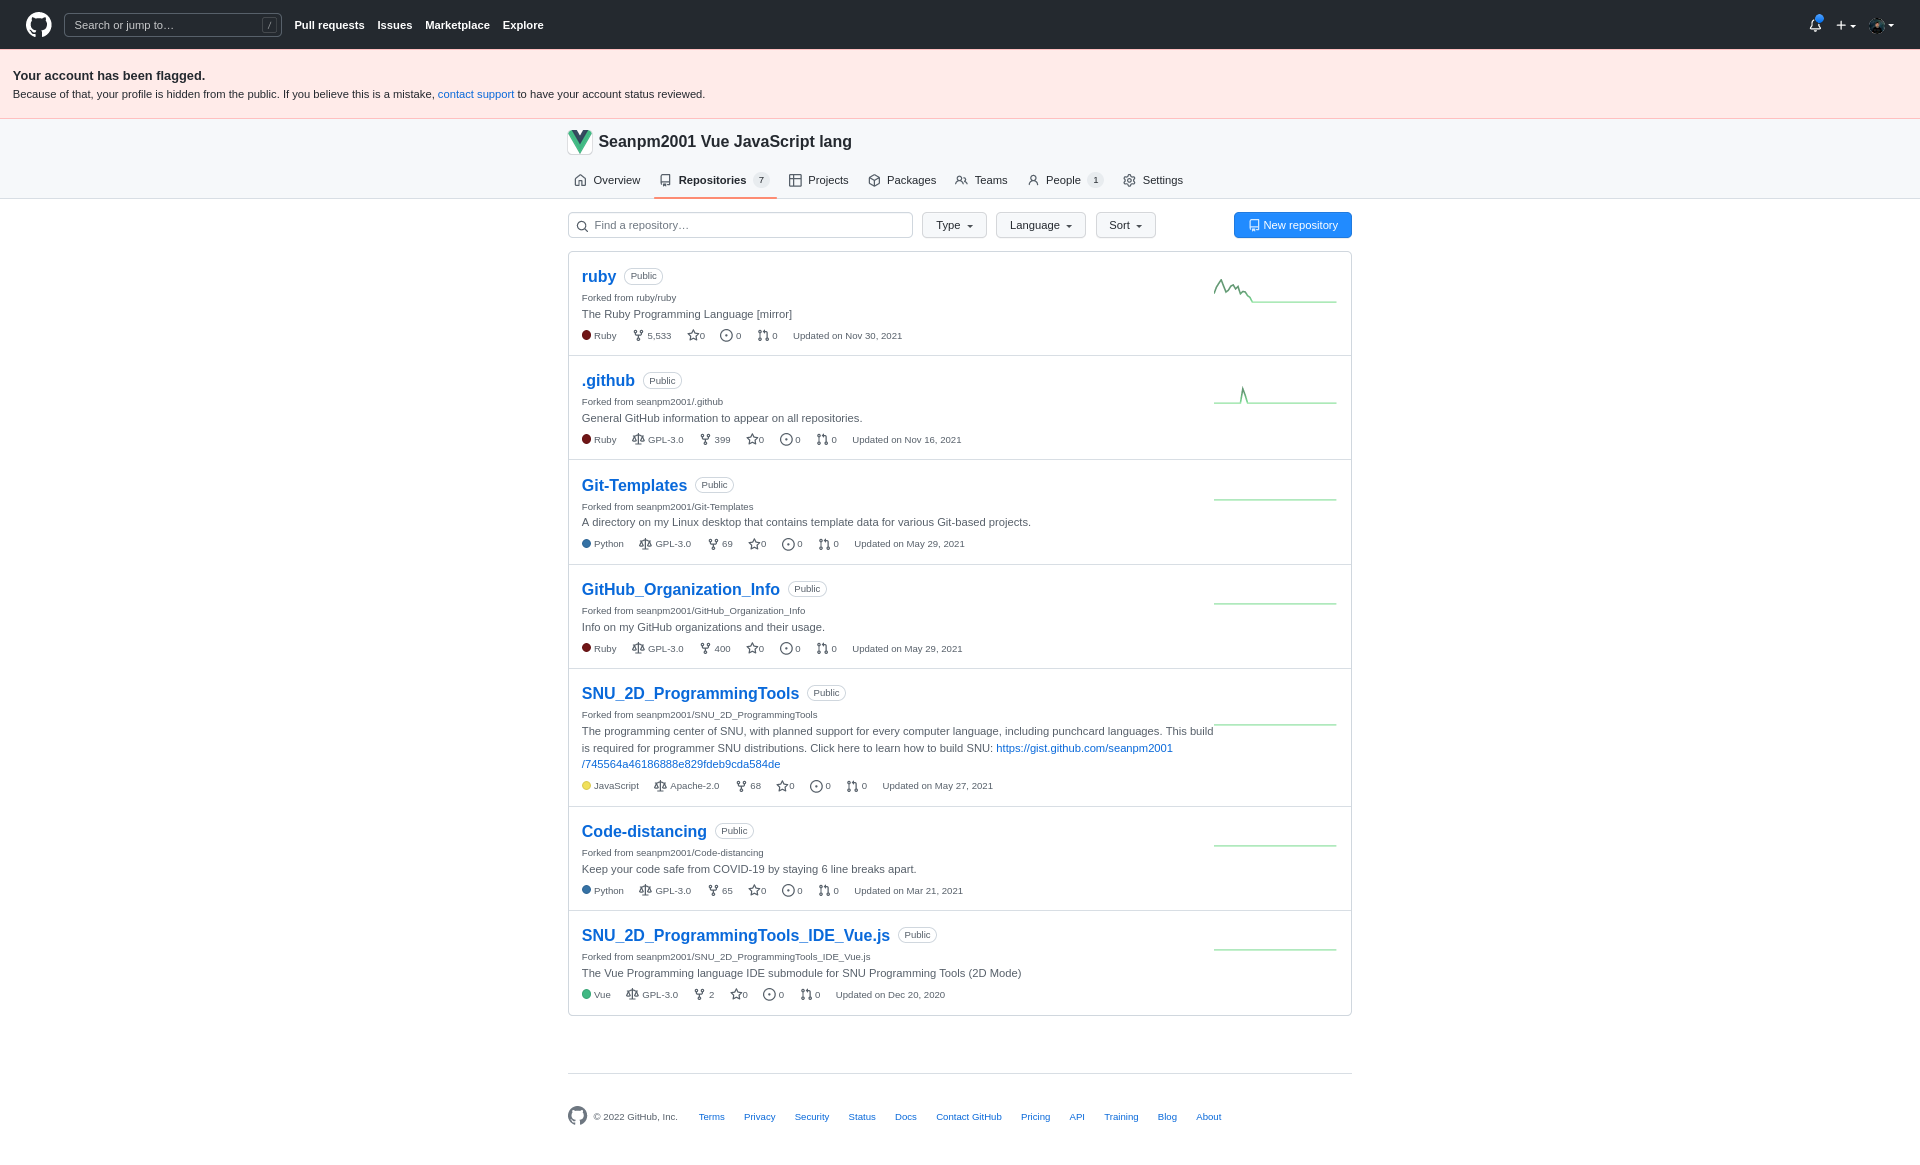 Search or jump to… /
Pull requests Issues Marketplace Explore
Your account has been flagged.
Because of that, your profile is hidden from the public. If you believe this is a mistake, contact support to have your account status reviewed.
Seanpm2001 Vue JavaScript lang
Overview Repositories 7 Projects Packages Teams People 1 Settings
Find a repository… Type Language Sort New repository
ruby Public
Forked from ruby/ruby
The Ruby Programming Language [mirror]
Ruby 5,533 0 0 0 Updated on Nov 30, 2021
.github Public
Forked from seanpm2001/.github
General GitHub information to appear on all repositories.
Ruby GPL-3.0 399 0 0 0 Updated on Nov 16, 2021
Git-Templates Public
Forked from seanpm2001/Git-Templates
A directory on my Linux desktop that contains template data for various Git-based projects.
Python GPL-3.0 69 0 0 0 Updated on May 29, 2021
GitHub_Organization_Info Public
Forked from seanpm2001/GitHub_Organization_Info
Info on my GitHub organizations and their usage.
Ruby GPL-3.0 400 0 0 0 Updated on May 29, 2021
SNU_2D_ProgrammingTools Public
Forked from seanpm2001/SNU_2D_ProgrammingTools
The programming center of SNU, with planned support for every computer language, including punchcard languages. This build
is required for programmer SNU distributions. Click here to learn how to build SNU: https://gist.github.com/seanpm2001
/745564a46186888e829fdeb9cda584de
JavaScript Apache-2.0 68 0 0 0 Updated on May 27, 2021
Code-distancing Public
Forked from seanpm2001/Code-distancing
Keep your code safe from COVID-19 by staying 6 line breaks apart.
Python GPL-3.0 65 0 0 0 Updated on Mar 21, 2021
SNU_2D_ProgrammingTools_IDE_Vue.js Public
Forked from seanpm2001/SNU_2D_ProgrammingTools_IDE_Vue.js
The Vue Programming language IDE submodule for SNU Programming Tools (2D Mode)
Vue GPL-3.0 2 0 0 0 Updated on Dec 20, 2020
© 2022 GitHub, Inc. Terms Privacy Security Status Docs Contact GitHub Pricing API Training Blog About